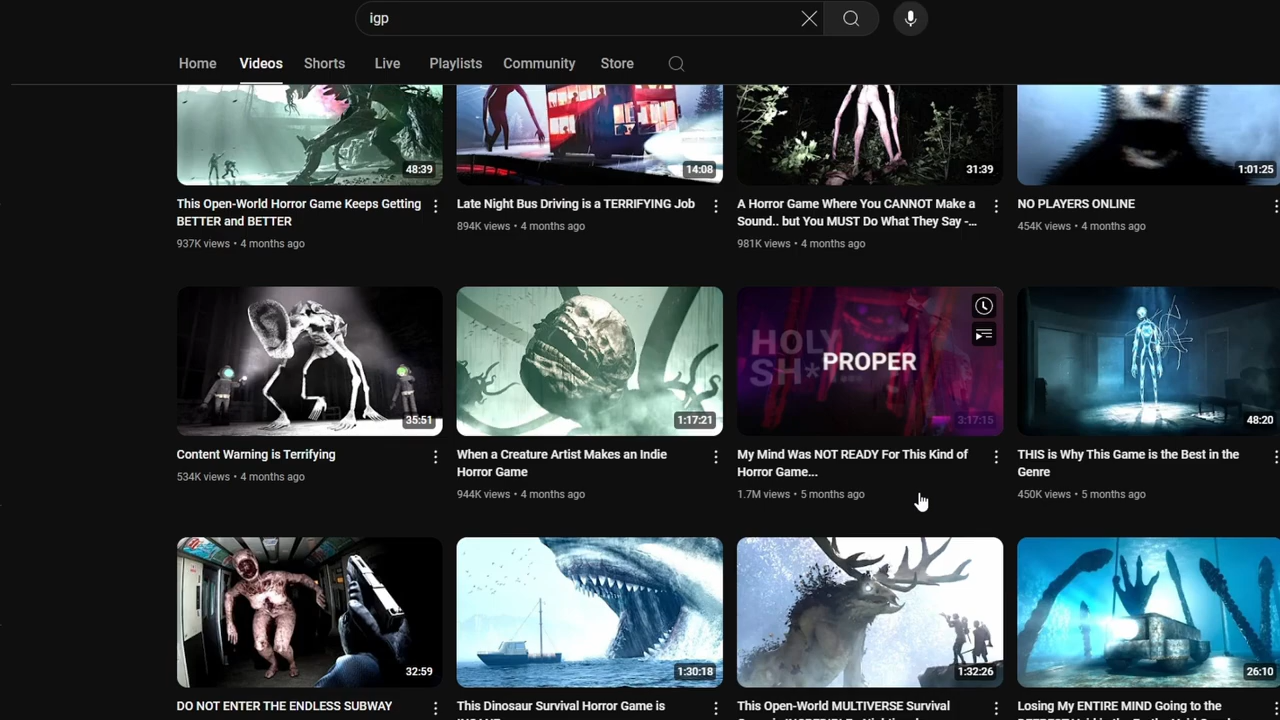 igp
Home Videos Shorts Live Playlists Community Store
48:39
14:08
31:39
1:01:25
This Open-World Horror Game Keeps Getting
BETTER and BETTER
937K views • 4 months ago
Late Night Bus Driving is a TERRIFYING Job
894K views • 4 months ago
A Horror Game Where You CANNOT Make a
Sound.. but You MUST Do What They Say -...
981K views • 4 months ago
NO PLAYERS ONLINE
454K views • 4 months ago
35:51
1:17:21
HOLY
SH*!...
PROPER
3:17:15
48:20
Content Warning is Terrifying
534K views • 4 months ago
When a Creature Artist Makes an Indie
Horror Game
944K views • 4 months ago
My Mind Was NOT READY For This Kind of
Horror Game...
1.7M views • 5 months ago
THIS is Why This Game is the Best in the
Genre
450K views • 5 months ago
32:59
1:30:18
1:32:26
26:10
DO NOT ENTER THE ENDLESS SUBWAY
This Dinosaur Survival Horror Game is
This Open-World MULTIVERSE Survival
Losing My ENTIRE MIND Going to the